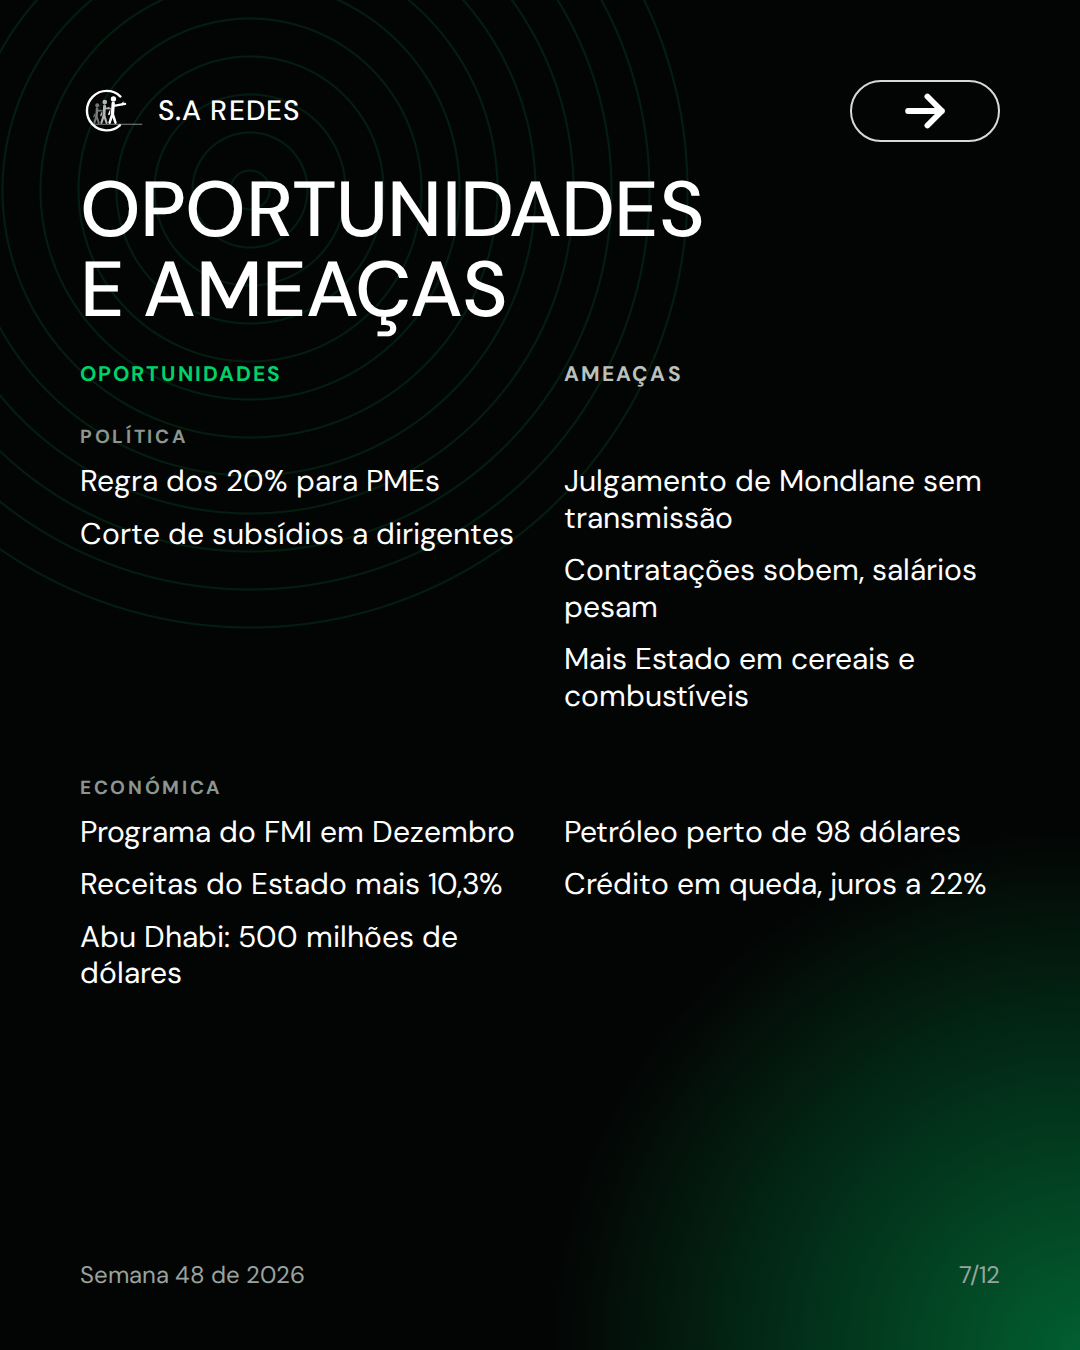 S.A REDES
OPORTUNIDADES
E AMEAÇAS
OPORTUNIDADES
AMEAÇAS
POLÍTICA
Regra dos 20% para PMEs
Corte de subsídios a dirigentes
Julgamento de Mondlane sem
transmissão
Contratações sobem, salários
pesam
Mais Estado em cereais e
combustíveis
ECONÓMICA
Programa do FMI em Dezembro
Receitas do Estado mais 10,3%
Abu Dhabi: 500 milhões de
dólares
Petróleo perto de 98 dólares
Crédito em queda, juros a 22%
Semana 48 de 2026
7/12